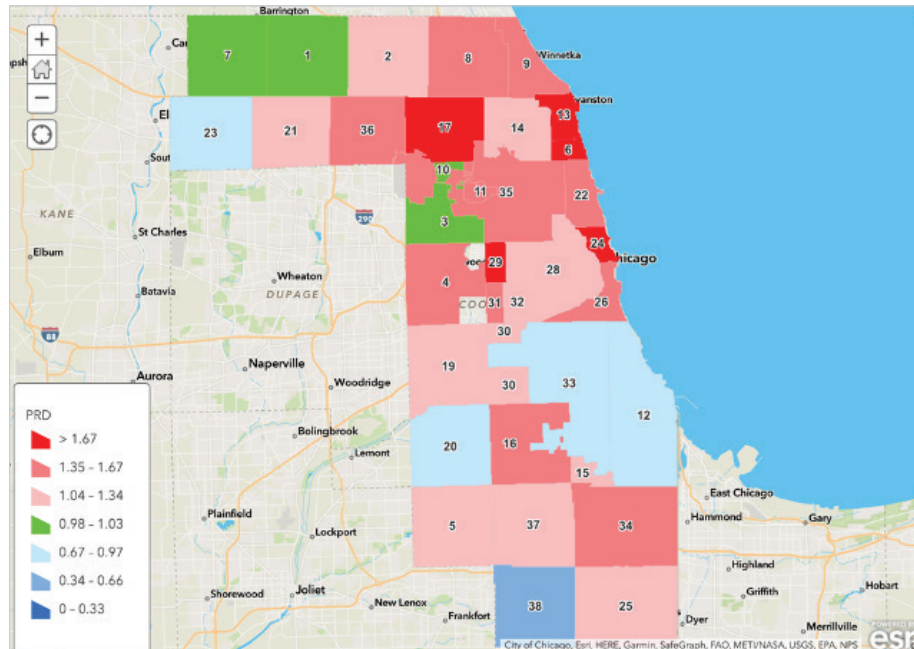 Barrington
+
−
Winnetka
7
1
2
8
9
vanston
13
23
21
36
17
14
6
10
11
35
22
3
KANE
290
St Charles
24
hicago
Elburn
Wheaton
29
28
4
DUPAGE
Batavia
COO
31
32
26
88
30
Naperville
19
33
Aurora
Woodridge
30
12
PRD
> 1.67
1.35 - 1.67
1.04 - 1.34
0.98 - 1.03
0.67 - 0.97
0.34 - 0.66
0 - 0.33
Bolingbrook
20
16
Lemont
15
East Chicago
Plainfield
5
37
34
Hammond
Gary
Lockport
Highland
Shorewood
Joliet
New Lenox
38
25
Griffith
Hobart
Frankfort
Dyer
Merrillville
POWERED BY
esri
City of Chicago, Esri, HERE, Garmin, SafeGraph, FAO, METI/NASA, USGS, EPA, NPS